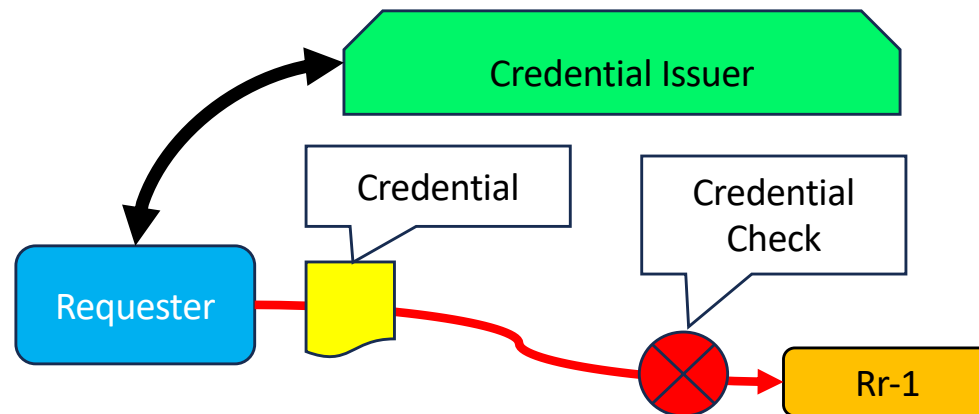 Credential Issuer
Credential
Credential
Check
Requester
Rr-1